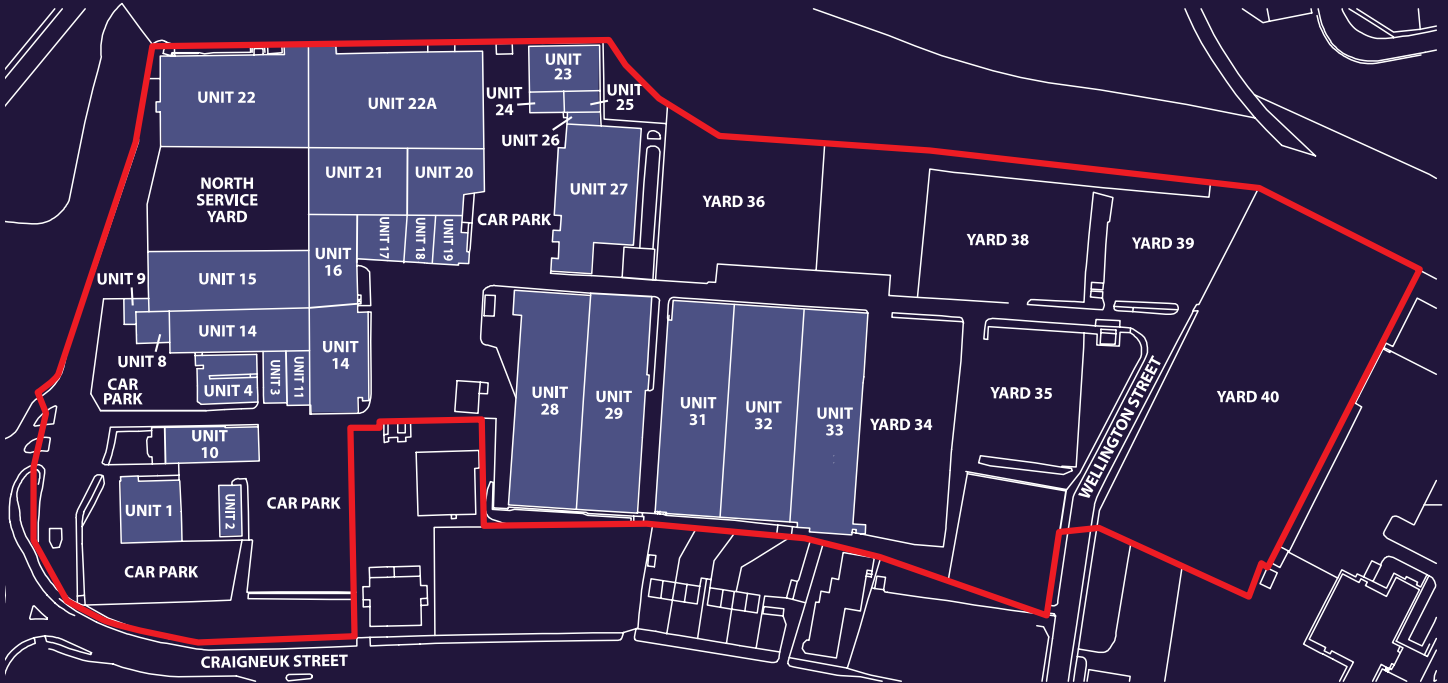 UNIT
23
UNIT 22
UNIT 22A
UNIT
24
UNIT
25
UNIT 26
UNIT 21
UNIT 20
NORTH
SERVICE
YARD
UNIT 27
YARD 36
CAR PARK
UNIT 17
UNIT 18
UNIT 19
YARD 38
YARD 39
UNIT
16
UNIT 9
UNIT 15
UNIT 14
UNIT
14
UNIT 8
CAR
PARK
UNIT 4
UNIT 3
UNIT 11
UNIT
28
UNIT
29
UNIT
31
UNIT
32
UNIT
33
YARD 34
YARD 35
WELLINGTON STREET
YARD 40
UNIT
10
UNIT 1
UNIT 2
CAR PARK
CAR PARK
CRAIGNEUK STREET